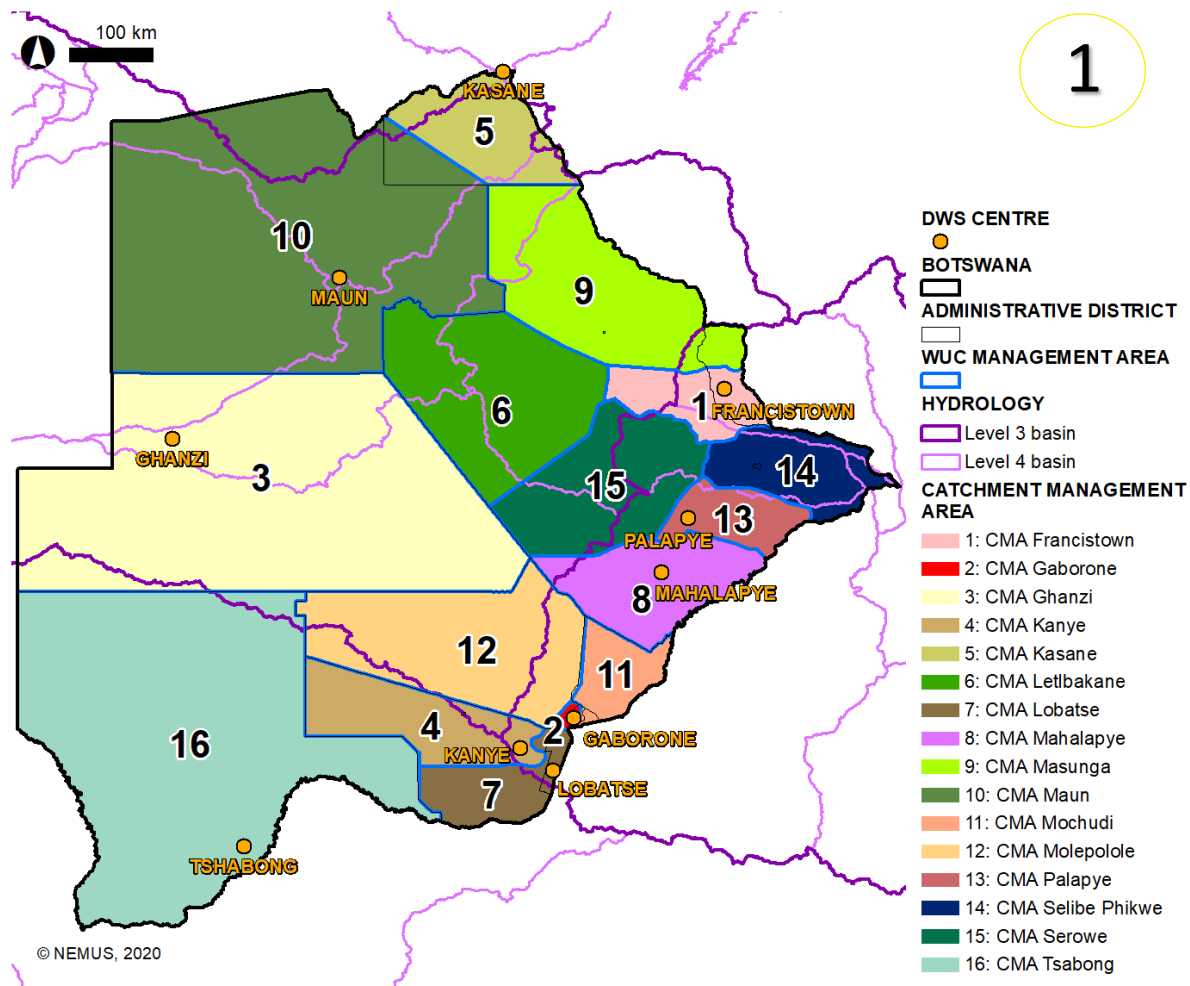 100 km
1
KASANE
5
10
MAUN
9
6
1
FRANCISTOWN
GHANZI
3
15
14
13
PALAPYE
8
MAHALAPYE
12
11
16
4
2
GABORONE
KANYE
7
LOBATSE
TSHABONG
© NEMUS, 2020
DWS CENTRE
BOTSWANA
ADMINISTRATIVE DISTRICT
WUC MANAGEMENT AREA
HYDROLOGY
Level 3 basin
Level 4 basin
CATCHMENT MANAGEMENT
AREA
1: CMA Francistown
2: CMA Gaborone
3: CMA Ghanzi
4: CMA Kanye
5: CMA Kasane
6: CMA Letlbakane
7: CMA Lobatse
8: CMA Mahalapye
9: CMA Masunga
10: CMA Maun
11: CMA Mochudi
12: CMA Molepolole
13: CMA Palapye
14: CMA Selibe Phikwe
15: CMA Serowe
16: CMA Tsabong